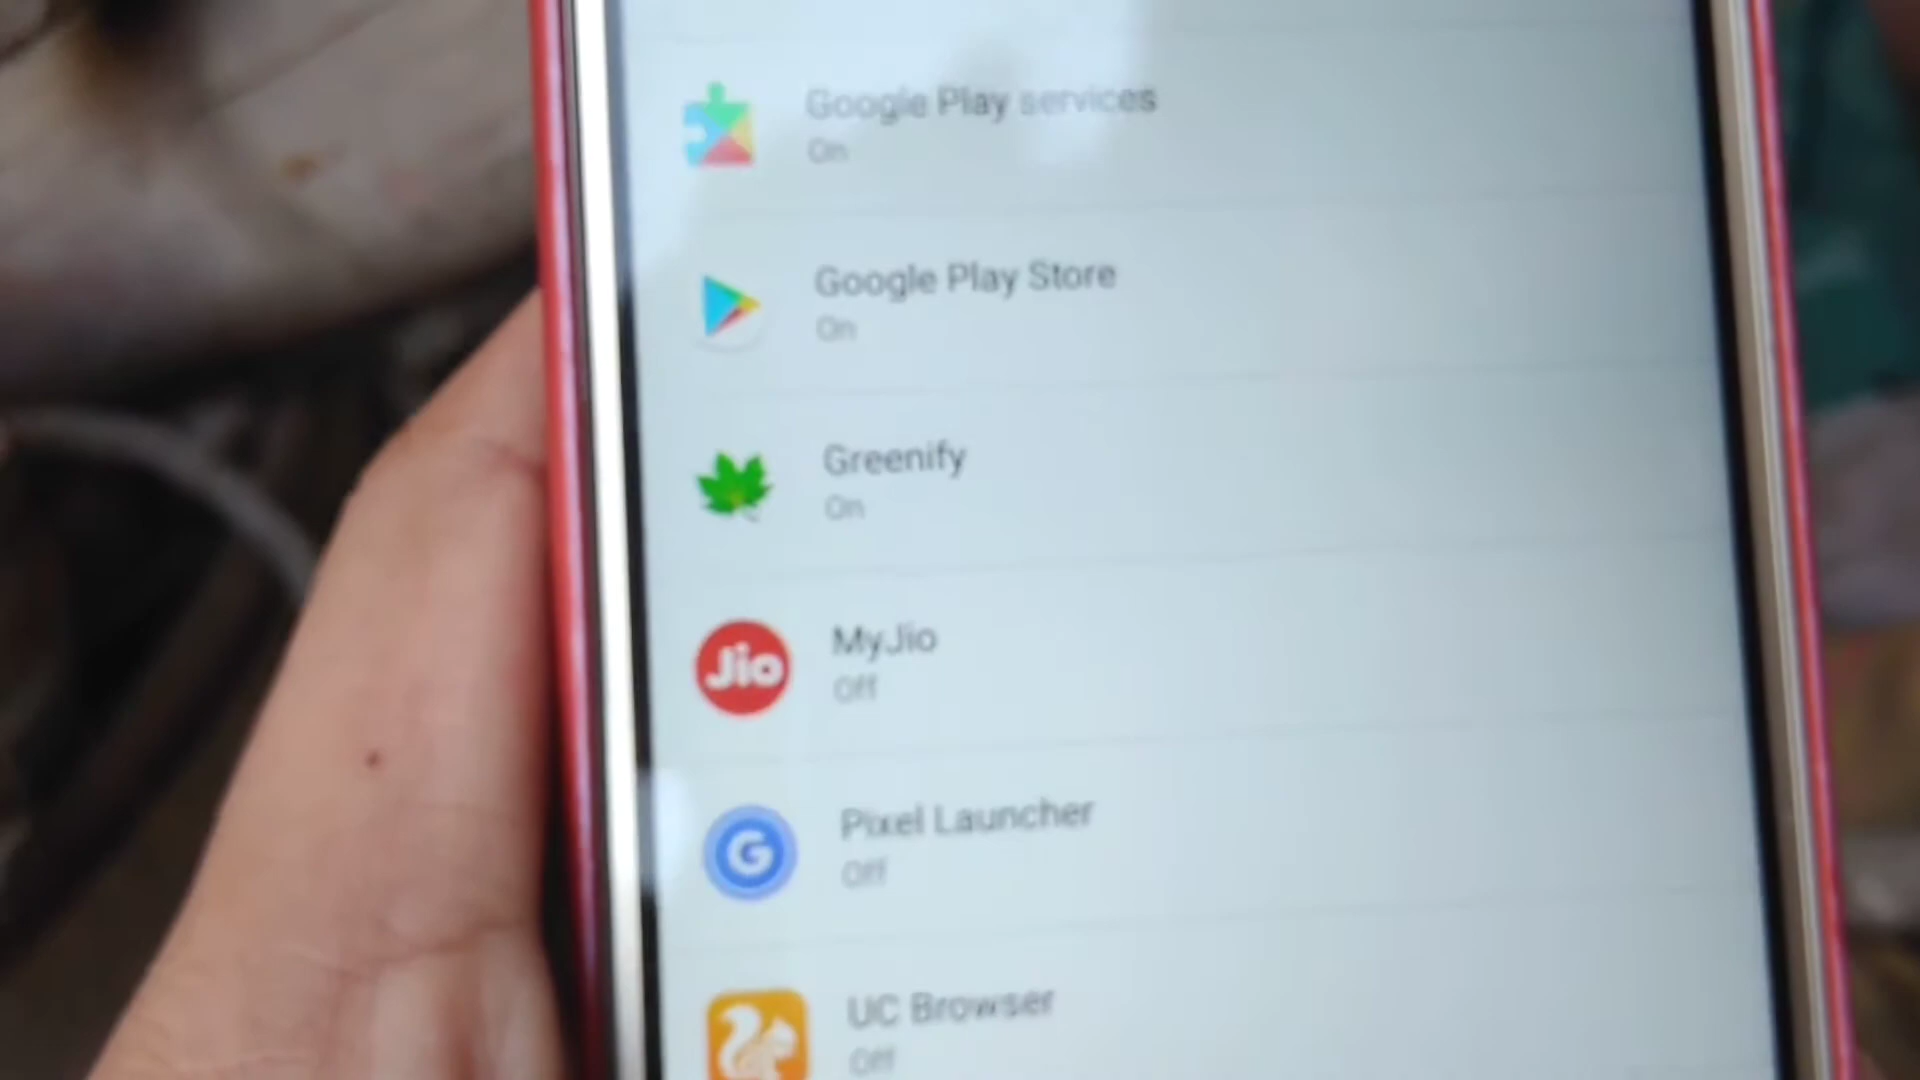 Google Play services
On
Google Play Store
On
Greenify
On
Jio
MyJio
Off
G
Pixel Launcher
Off
UC Browser
Off